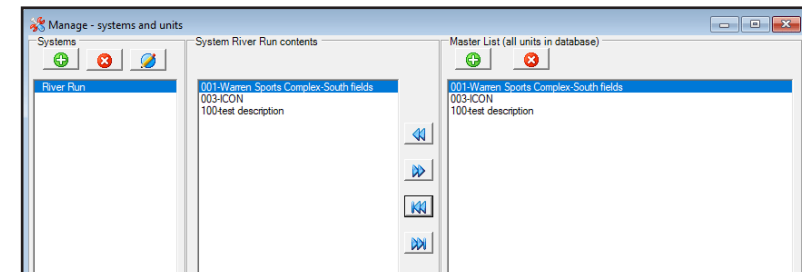 Manage - systems and units
Systems
System River Run contents
Master List (all units in database)
River Run
001-Warren Sports Complex-South fields
003-ICON
100-test description
001-Warren Sports Complex-South fields
003-ICON
100-test description